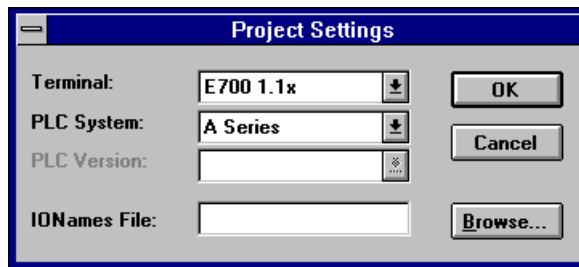 Project Settings
Terminal: E700 1.1x OK
PLC System: A Series Cancel
PLC Version:
IONames File: Browse...